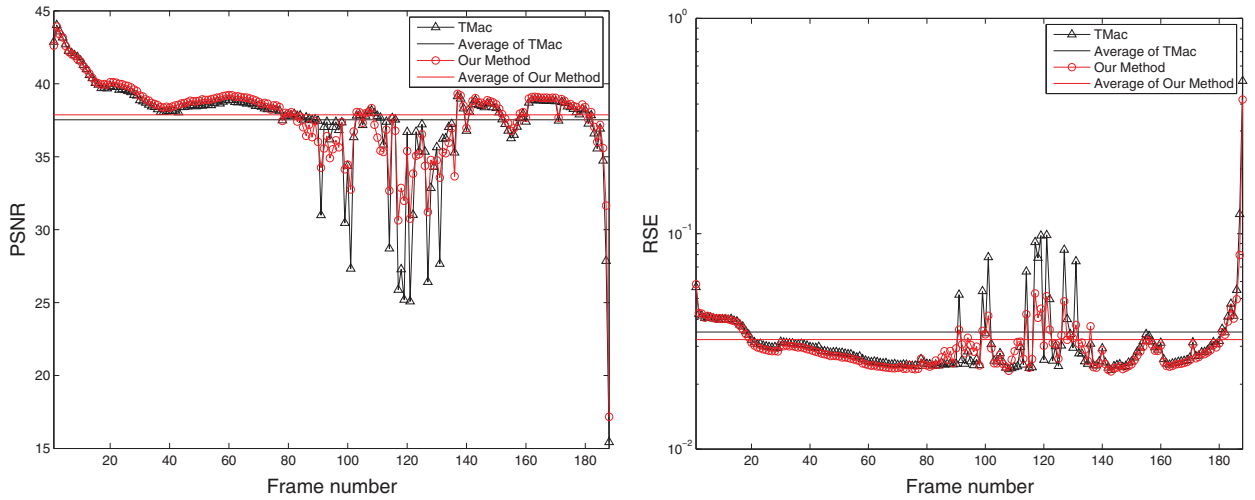 45
40
35
30
25
20
15
PSNR
20 40 60 80 100 120 140 160 180
Frame number
TMac
Average of TMac
Our Method
Average of Our Method
10^0
10^-1
10^-2
RSE
20 40 60 80 100 120 140 160 180
Frame number
TMac
Average of TMac
Our Method
Average of Our Method